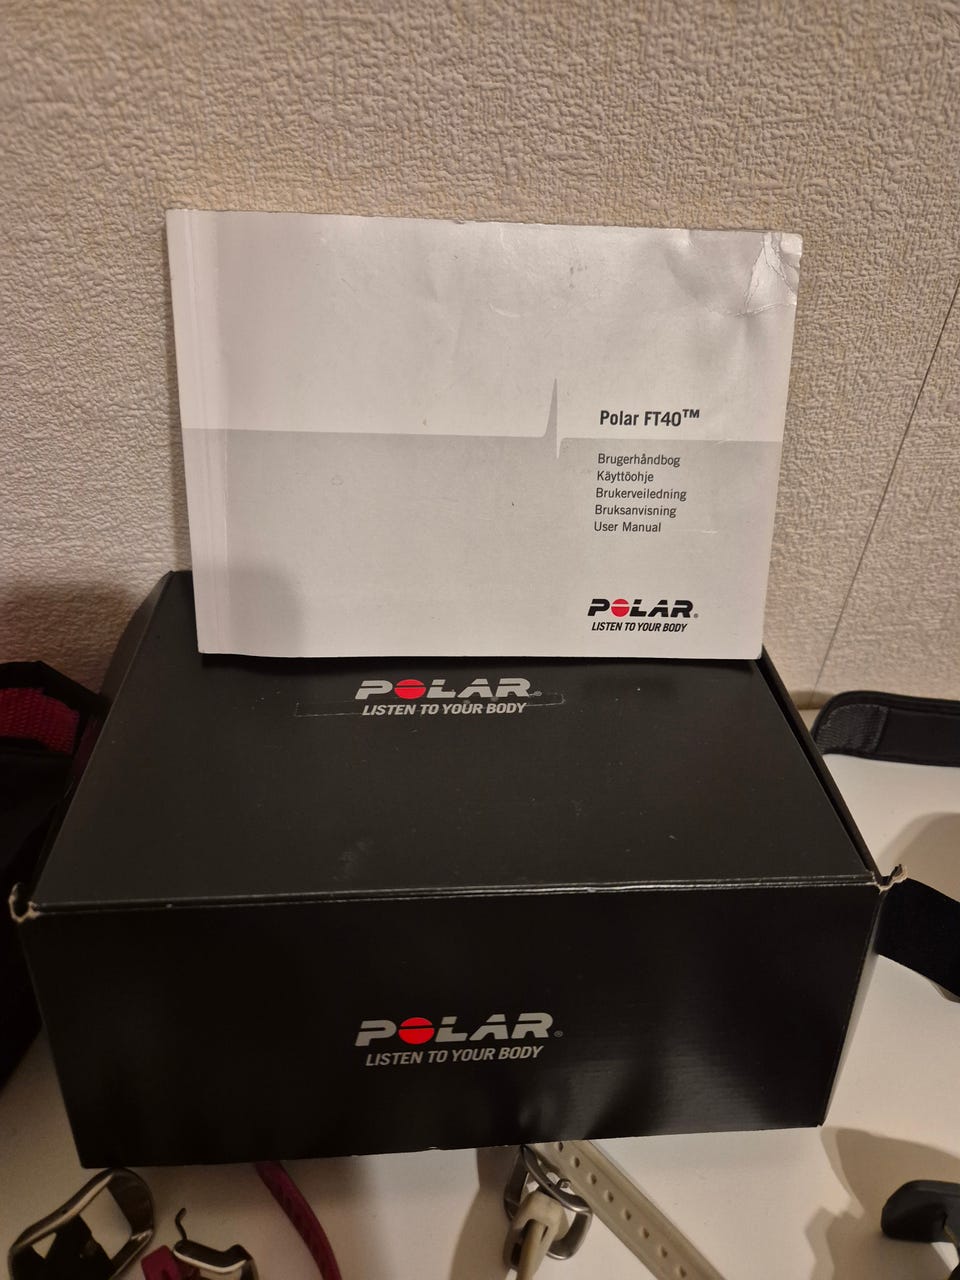 Polar FT40™
Brugerhåndbog
Käyttöohje
Brukerveiledning
Bruksanvisning
User Manual
POLAR®
LISTEN TO YOUR BODY
POLAR®
LISTEN TO YOUR BODY
POLAR®
LISTEN TO YOUR BODY